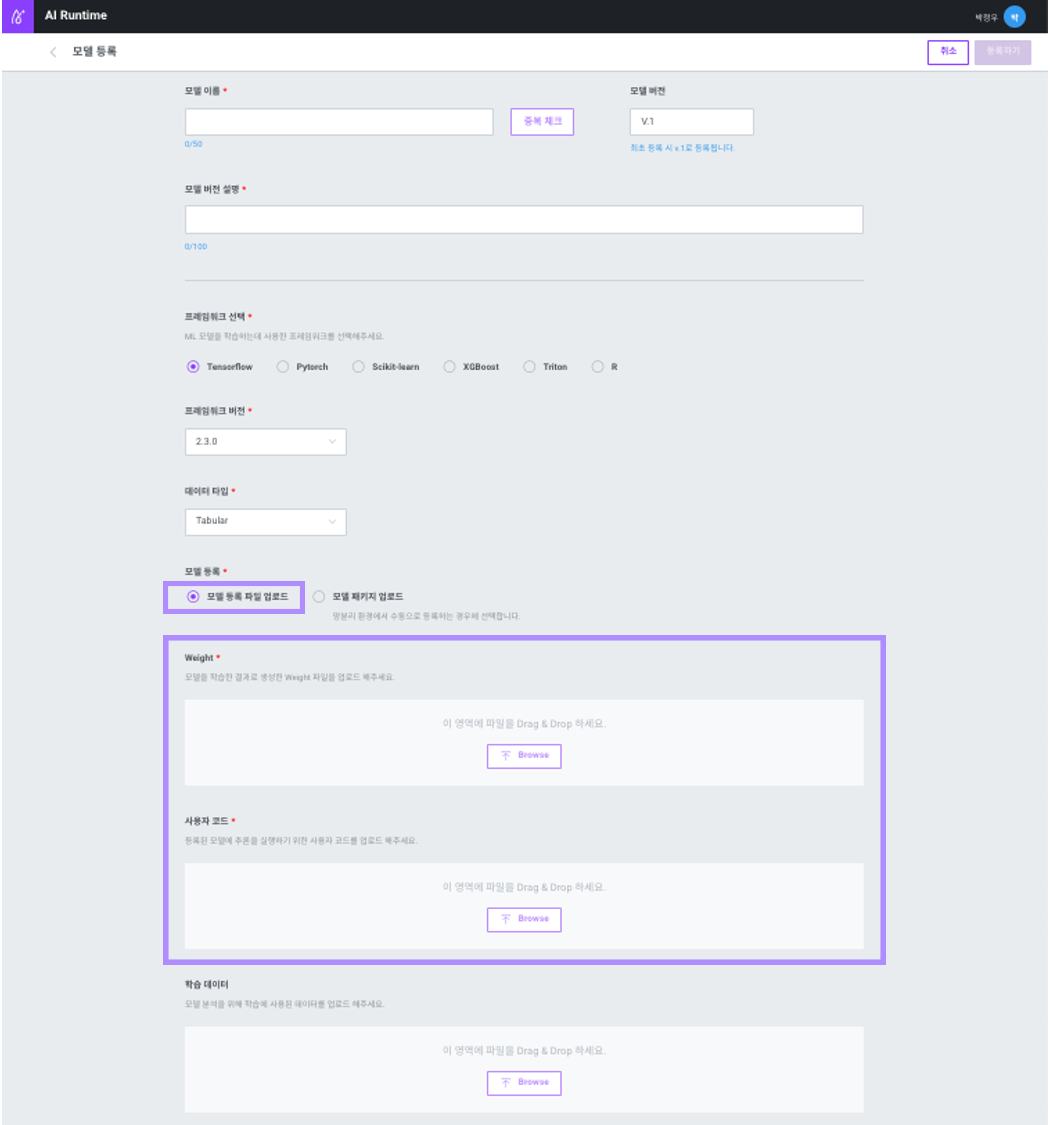 AI Runtime
박정우 박
모델 등록
취소 등록하기
모델 이름 *
모델 버전
중복 체크
V.1
0/50
최초 등록 시 v.1로 등록됩니다.
모델 버전 설명 *
0/100
프레임워크 선택 *
ML 모델을 학습하는데 사용한 프레임워크를 선택해주세요.
Tensorflow Pytorch Scikit-learn XGBoost Triton R
프레임워크 버전 *
2.3.0
데이터 타입 *
Tabular
모델 등록 *
모델 등록 파일 업로드 모델 패키지 업로드
망분리 환경에서 수동으로 등록하는 경우에 선택합니다.
Weight *
모델을 학습한 결과로 생성한 Weight 파일을 업로드 해주세요.
이 영역에 파일을 Drag & Drop 하세요.
Browse
사용자 코드 *
등록된 모델에 추론을 실행하기 위한 사용자 코드를 업로드 해주세요.
이 영역에 파일을 Drag & Drop 하세요.
Browse
학습 데이터
모델 분석을 위해 학습에 사용된 데이터를 업로드 해주세요.
이 영역에 파일을 Drag & Drop 하세요.
Browse